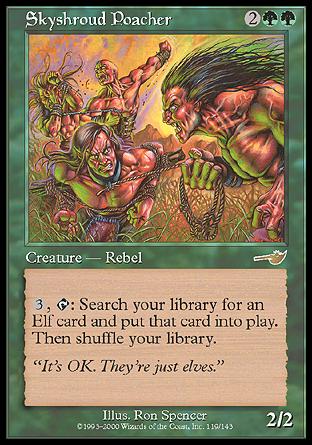 Skyshroud Poacher 2
Creature — Rebel
3, : Search your library for an
Elf card and put that card into play.
Then shuffle your library.
“It’s OK. They’re just elves.”
Illus. Ron Spencer
©1993–2000 Wizards of the Coast, Inc. 119/143
2/2